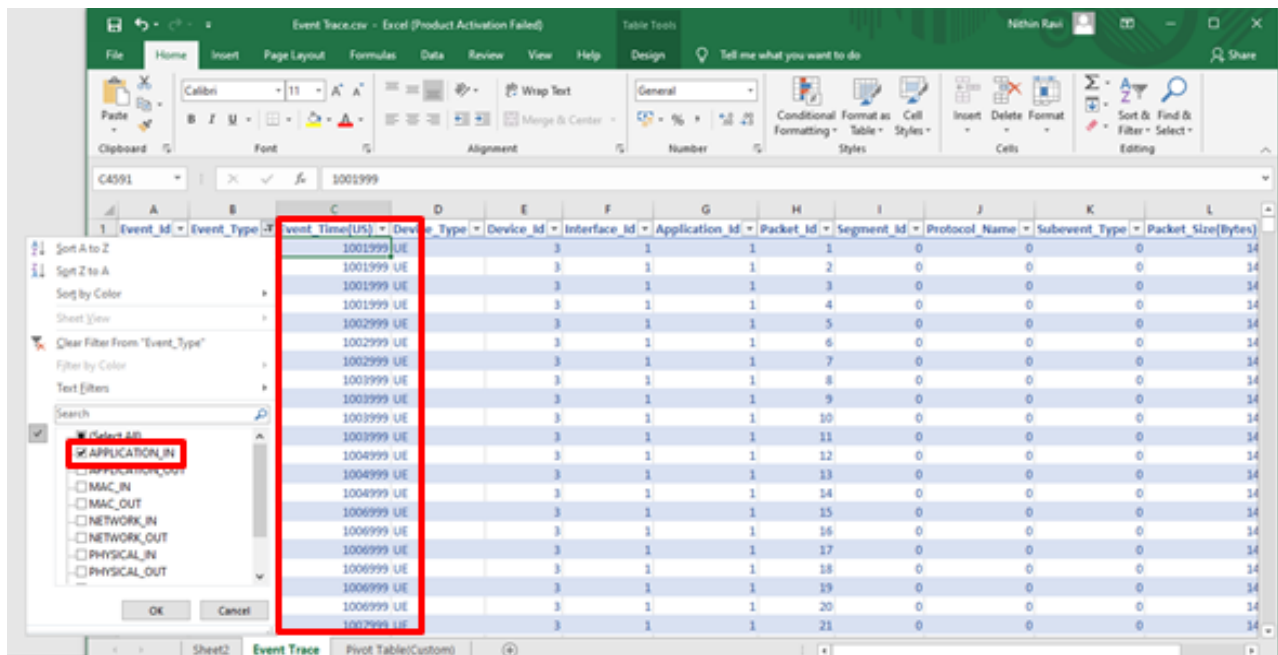 Event Trace.csv - Excel (Product Activation Failed)
Table Tools
Nithin Ravi
File Home Insert Page Layout Formulas Data Review View Help Design Tell me what you want to do Share
Calibri 11 Wrap Text General
Paste
B I U Merge & Center % Conditional Format as Cell Insert Delete Format Sort & Find &
Formatting Table Styles Filter Select
Clipboard Font Alignment Number Styles Cells Editing
C4591 fx 1001999
A B C D E F G H I J K L
1 Event_Id Event_Type Event_Time(US) Device_Type Device_Id Interface_Id Application_Id Packet_Id Segment_Id Protocol_Name Subevent_Type Packet_Size(Bytes)
1001999 UE 3 1 1 1 0 0 0 14
1001999 UE 3 1 1 2 0 0 0 14
1001999 UE 3 1 1 3 0 0 0 14
1001999 UE 3 1 1 4 0 0 0 14
1002999 UE 3 1 1 5 0 0 0 14
1002999 UE 3 1 1 6 0 0 0 14
1002999 UE 3 1 1 7 0 0 0 14
1003999 UE 3 1 1 8 0 0 0 14
1003999 UE 3 1 1 9 0 0 0 14
1003999 UE 3 1 1 10 0 0 0 14
1003999 UE 3 1 1 11 0 0 0 14
1004999 UE 3 1 1 12 0 0 0 14
1004999 UE 3 1 1 13 0 0 0 14
1004999 UE 3 1 1 14 0 0 0 14
1006999 UE 3 1 1 15 0 0 0 14
1006999 UE 3 1 1 16 0 0 0 14
1006999 UE 3 1 1 17 0 0 0 14
1006999 UE 3 1 1 18 0 0 0 14
1006999 UE 3 1 1 19 0 0 0 14
1006999 UE 3 1 1 20 0 0 0 14
1007999 UE 3 1 1 21 0 0 0 14
Sort A to Z
Sort Z to A
Sort by Color
Sheet View
Clear Filter From "Event_Type"
Filter by Color
Text Filters
Search
(Select All)
APPLICATION_IN
APPLICATION_OUT
MAC_IN
MAC_OUT
NETWORK_IN
NETWORK_OUT
PHYSICAL_IN
PHYSICAL_OUT
OK Cancel
Sheet2 Event Trace Pivot Table(Custom)